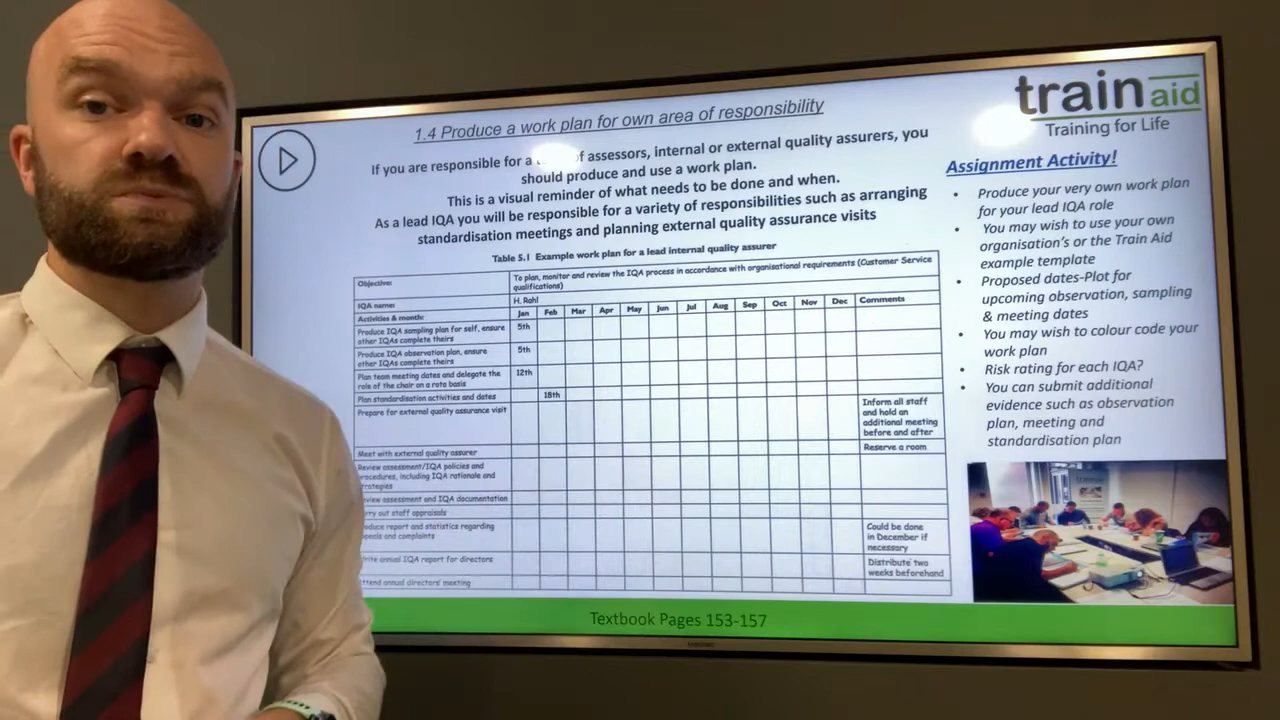 train aid
Training for Life
1.4 Produce a work plan for own area of responsibility
If you are responsible for a of assessors, internal or external quality assurers, you
should produce and use a work plan.
This is a visual reminder of what needs to be done and when.
As a lead IQA you will be responsible for a variety of responsibilities such as arranging
standardisation meetings and planning external quality assurance visits
Table 5.1 Example work plan for a lead internal quality assurer
Objective: To plan, monitor and review the IQA process in accordance with organisational requirements (Customer Service
qualifications)
IQA name: H. Rahl
Activities & month: Jan Feb Mar Apr May Jun Jul Aug Sep Oct Nov Dec Comments
Produce IQA sampling plan for self, ensure 5th
other IQAs complete theirs
Produce IQA observation plan, ensure 5th
other IQAs complete theirs
Plan team meeting dates and delegate the 12th
role of the chair on a rota basis
Plan standardisation activities and dates 18th
Prepare for external quality assurance visit
Inform all staff
and hold an
additional meeting
before and after
Meet with external quality assurer Reserve a room
Review assessment/IQA policies and
procedures, including IQA rationale and
strategies
view assessment and IQA documentation
rry out staff appraisals
duce report and statistics regarding
peals and complaints
Could be done
in December if
necessary
rite annual IQA report for directors
Distribute two
weeks beforehand
ttend annual directors' meeting
Assignment Activity!
• Produce your very own work plan
for your lead IQA role
• You may wish to use your own
organisation's or the Train Aid
example template
• Proposed dates-Plot for
upcoming observation, sampling
& meeting dates
• You may wish to colour code your
work plan
• Risk rating for each IQA?
• You can submit additional
evidence such as observation
plan, meeting and
standardisation plan
Textbook Pages 153-157